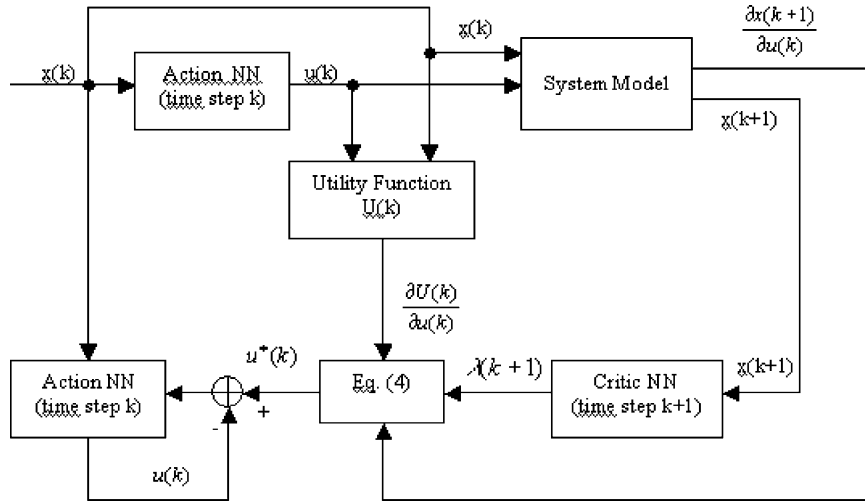 x(k)
∂x(k+1)
∂u(k)
x(k)
Action NN
(time step k)
u(k)
System Model
x(k+1)
Utility Function
U(k)
∂U(k)
∂u(k)
u*(k)
λ(k+1)
x(k+1)
Action NN
(time step k)
+
-
Eq. (4)
Critic NN
(time step k+1)
u(k)